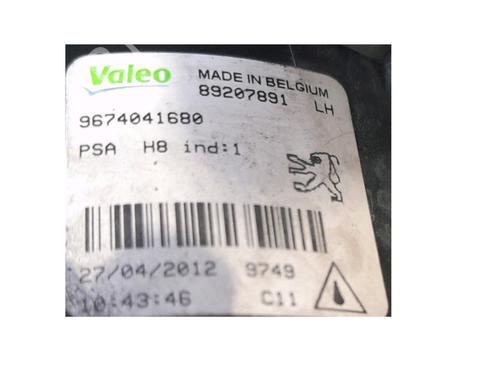 Valeo
MADE IN BELGIUM
89207891 LH
9674041680
PSA H8 ind:1
27/04/2012 9749
10:43:46 C11